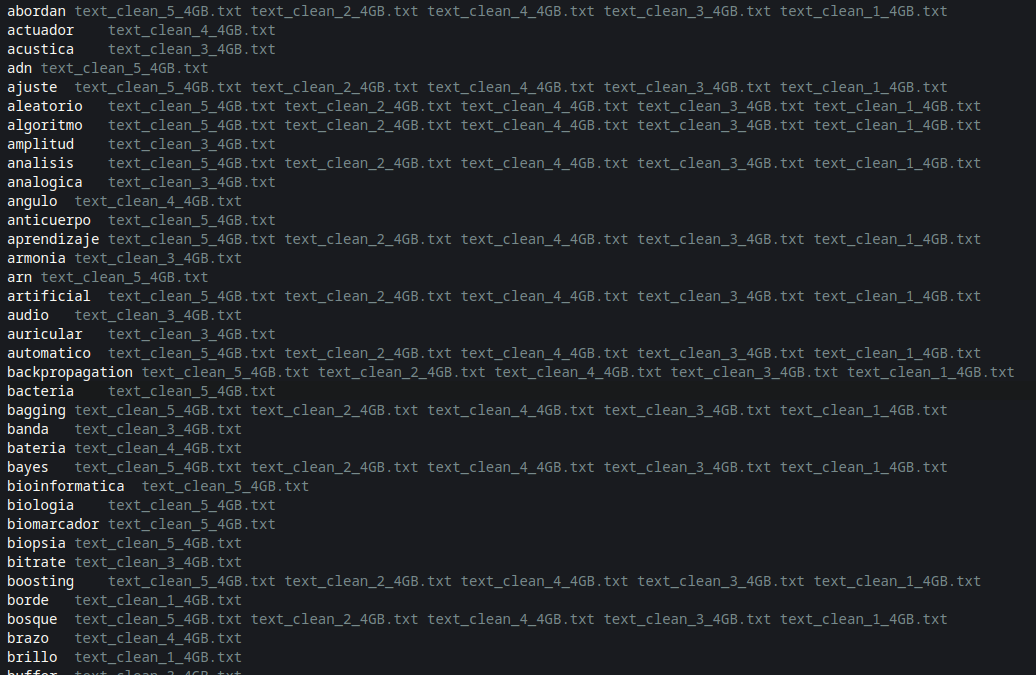 abordan text_clean_5_4GB.txt text_clean_2_4GB.txt text_clean_4_4GB.txt text_clean_3_4GB.txt text_clean_1_4GB.txt
actuador text_clean_4_4GB.txt
acustica text_clean_3_4GB.txt
adn text_clean_5_4GB.txt
ajuste text_clean_5_4GB.txt text_clean_2_4GB.txt text_clean_4_4GB.txt text_clean_3_4GB.txt text_clean_1_4GB.txt
aleatorio text_clean_5_4GB.txt text_clean_2_4GB.txt text_clean_4_4GB.txt text_clean_3_4GB.txt text_clean_1_4GB.txt
algoritmo text_clean_5_4GB.txt text_clean_2_4GB.txt text_clean_4_4GB.txt text_clean_3_4GB.txt text_clean_1_4GB.txt
amplitud text_clean_3_4GB.txt
analisis text_clean_5_4GB.txt text_clean_2_4GB.txt text_clean_4_4GB.txt text_clean_3_4GB.txt text_clean_1_4GB.txt
analogica text_clean_3_4GB.txt
angulo text_clean_4_4GB.txt
anticuerpo text_clean_5_4GB.txt
aprendizaje text_clean_5_4GB.txt text_clean_2_4GB.txt text_clean_4_4GB.txt text_clean_3_4GB.txt text_clean_1_4GB.txt
armonia text_clean_3_4GB.txt
arn text_clean_5_4GB.txt
artificial text_clean_5_4GB.txt text_clean_2_4GB.txt text_clean_4_4GB.txt text_clean_3_4GB.txt text_clean_1_4GB.txt
audio text_clean_3_4GB.txt
auricular text_clean_3_4GB.txt
automatico text_clean_5_4GB.txt text_clean_2_4GB.txt text_clean_4_4GB.txt text_clean_3_4GB.txt text_clean_1_4GB.txt
backpropagation text_clean_5_4GB.txt text_clean_2_4GB.txt text_clean_4_4GB.txt text_clean_3_4GB.txt text_clean_1_4GB.txt
bacteria text_clean_5_4GB.txt
bagging text_clean_5_4GB.txt text_clean_2_4GB.txt text_clean_4_4GB.txt text_clean_3_4GB.txt text_clean_1_4GB.txt
banda text_clean_3_4GB.txt
bateria text_clean_4_4GB.txt
bayes text_clean_5_4GB.txt text_clean_2_4GB.txt text_clean_4_4GB.txt text_clean_3_4GB.txt text_clean_1_4GB.txt
bioinformatica text_clean_5_4GB.txt
biologia text_clean_5_4GB.txt
biomarcador text_clean_5_4GB.txt
biopsia text_clean_5_4GB.txt
bitrate text_clean_3_4GB.txt
boosting text_clean_5_4GB.txt text_clean_2_4GB.txt text_clean_4_4GB.txt text_clean_3_4GB.txt text_clean_1_4GB.txt
borde text_clean_1_4GB.txt
bosque text_clean_5_4GB.txt text_clean_2_4GB.txt text_clean_4_4GB.txt text_clean_3_4GB.txt text_clean_1_4GB.txt
brazo text_clean_4_4GB.txt
brillo text_clean_1_4GB.txt